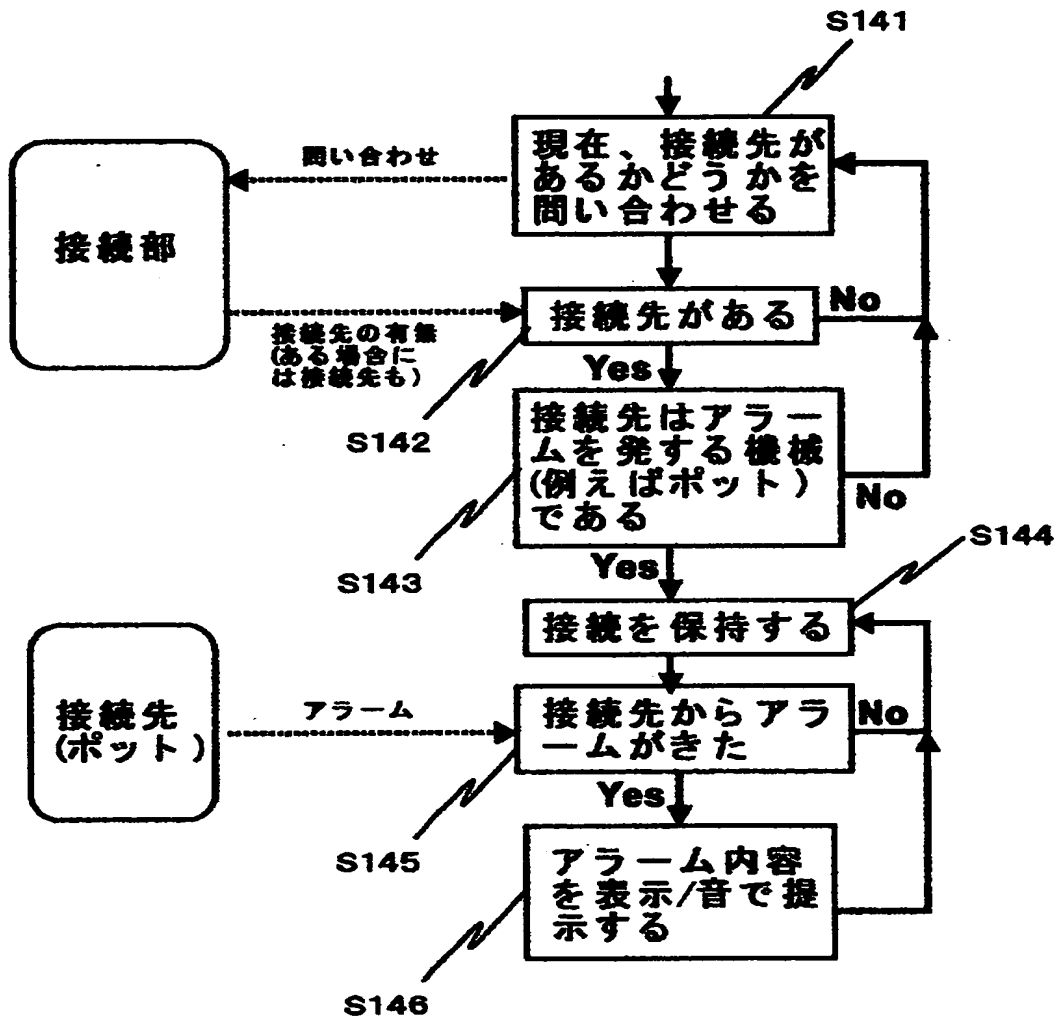 S141
現在、接続先が
あるかどうかを
問い合わせる
問い合わせ
接続部
接続先がある
No
接続先の有無
(ある場合に
は接続先も)
Yes
S142
接続先はアラー
ムを発する機械
(例えばポット)
である
No
S143
Yes
S144
接続を保持する
接続先
(ポット)
アラーム
接続先からアラ
ームがきた
No
Yes
S145
アラーム内容
を表示/音で提
示する
S146